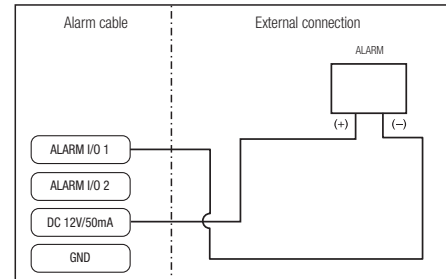 Alarm cable
External connection
ALARM
(+)
(−)
ALARM I/O 1
ALARM I/O 2
DC 12V/50mA
GND